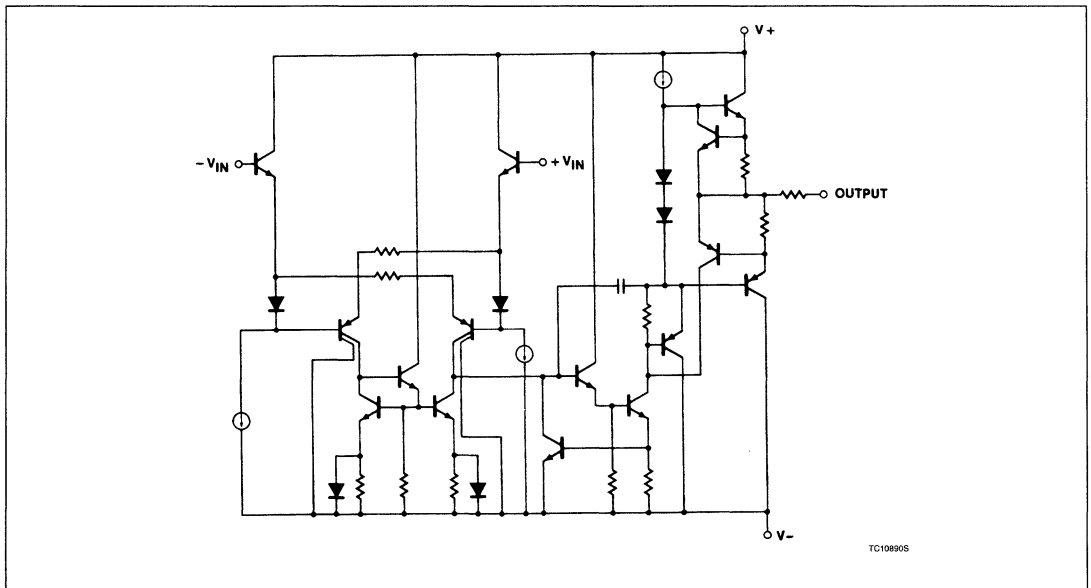 V+
− VIN
+ VIN
OUTPUT
V−
TC10890S